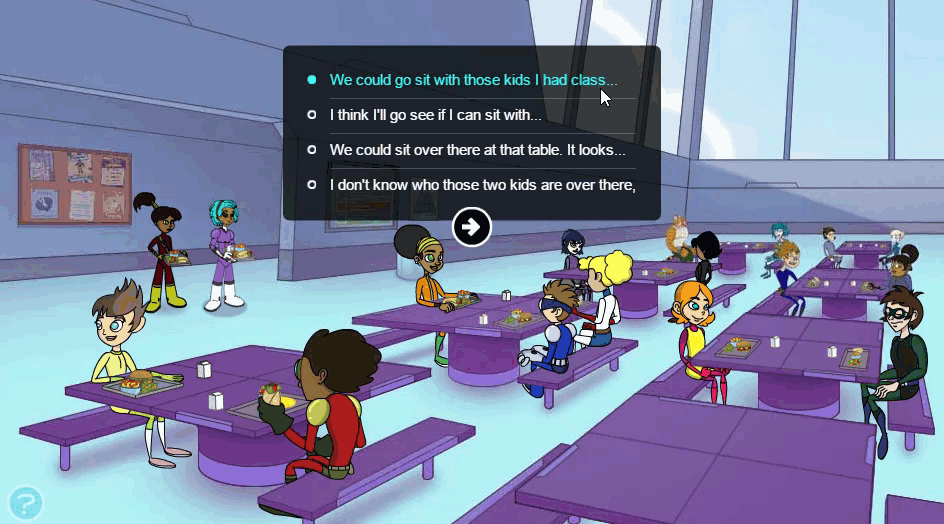 We could go sit with those kids I had class...
I think I'll go see if I can sit with...
We could sit over there at that table. It looks...
I don't know who those two kids are over there,
?